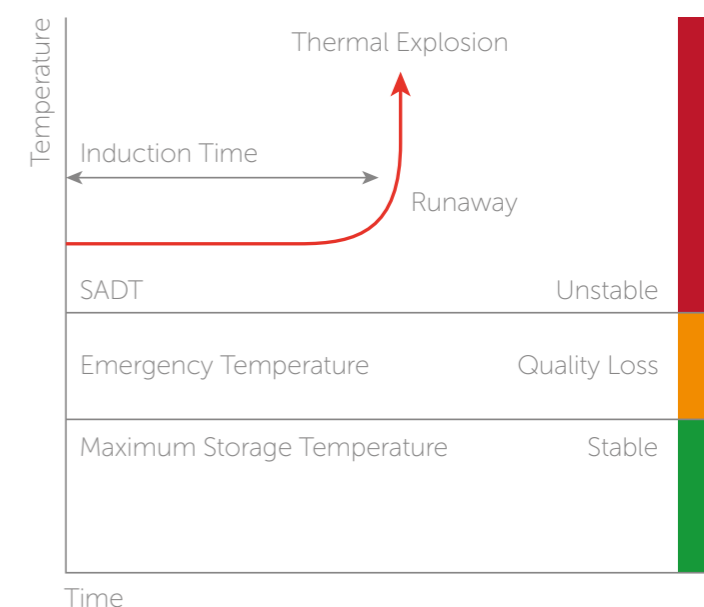 Temperature
Thermal Explosion
Induction Time
Runaway
SADT
Unstable
Emergency Temperature
Quality Loss
Maximum Storage Temperature
Stable
Time